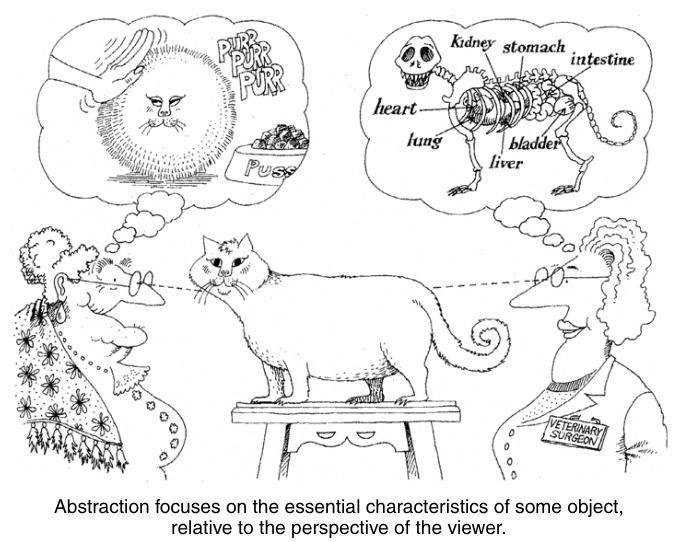 PURR
PURR
PURR
PUSS
Kidney
stomach
intestine
heart
lung
bladder
liver
VETERINARY
SURGEON
Abstraction focuses on the essential characteristics of some object,
relative to the perspective of the viewer.